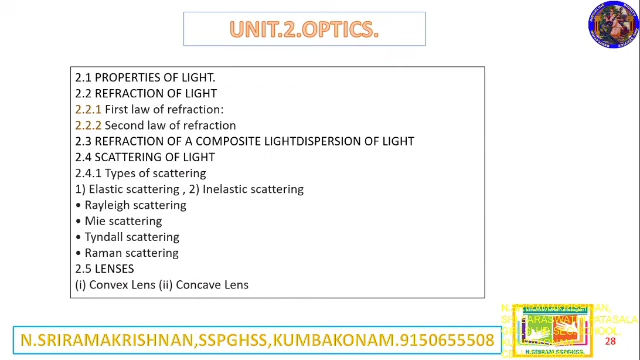 UNIT.2.OPTICS.
2.1 PROPERTIES OF LIGHT.
2.2 REFRACTION OF LIGHT
2.2.1 First law of refraction:
2.2.2 Second law of refraction
2.3 REFRACTION OF A COMPOSITE LIGHTDISPERSION OF LIGHT
2.4 SCATTERING OF LIGHT
2.4.1 Types of scattering
1) Elastic scattering , 2) Inelastic scattering
• Rayleigh scattering
• Mie scattering
• Tyndall scattering
• Raman scattering
2.5 LENSES
(i) Convex Lens (ii) Concave Lens
N.SRIRAMAKRISHNAN,SSPGHSS,KUMBAKONAM.9150655508
28